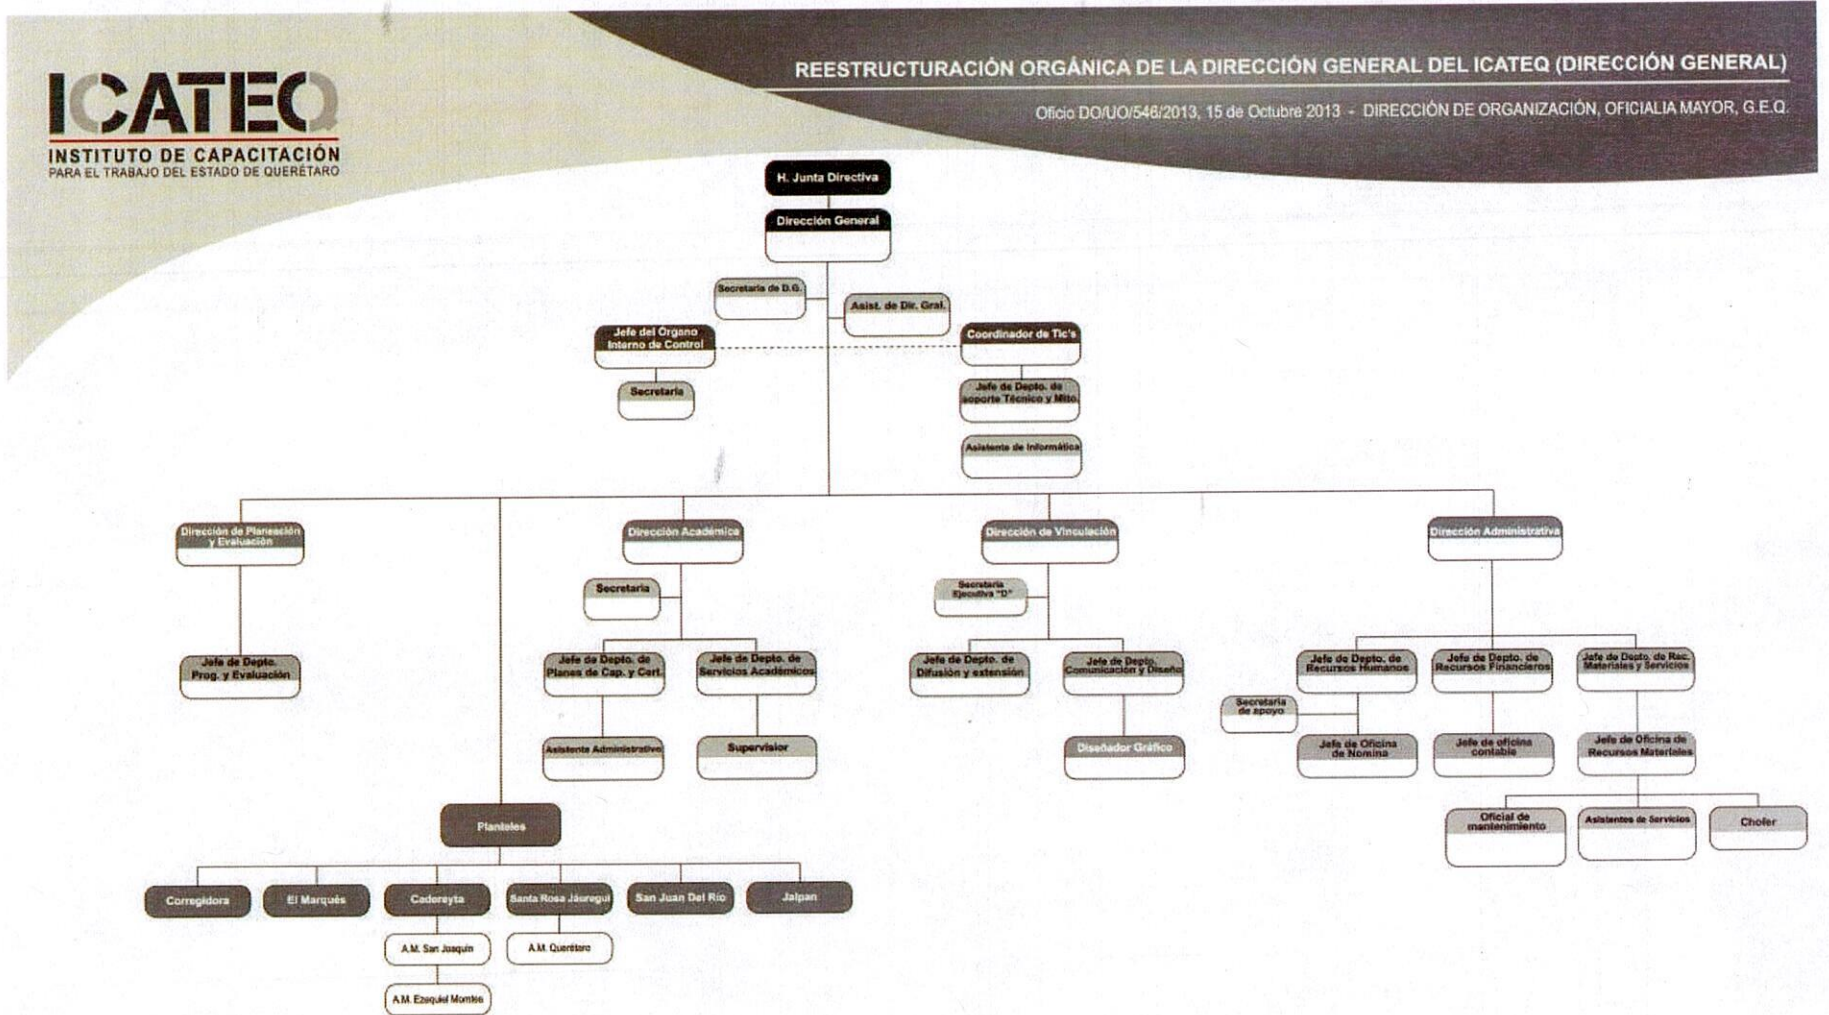 ICATEQ
INSTITUTO DE CAPACITACIÓN
PARA EL TRABAJO DEL ESTADO DE QUERÉTARO
REESTRUCTURACIÓN ORGÁNICA DE LA DIRECCIÓN GENERAL DEL ICATEQ (DIRECCIÓN GENERAL)
Oficio DO/UO/546/2013, 15 de Octubre 2013 - DIRECCIÓN DE ORGANIZACIÓN, OFICIALIA MAYOR, G.E.Q.
H. Junta Directiva
Dirección General
Secretaria de D.G.
Asist. de Dir. Gral.
Jefe del Órgano
Interno de Control
Coordinador de Tic's
Secretaria
Jefe de Depto. de
soporte Técnico y Mtto.
Asistente de Informática
Dirección de Planeación
y Evaluación
Dirección Académica
Dirección de Vinculación
Dirección Administrativa
Secretaria
Secretaria
Ejecutiva "D"
Jefe de Depto.
Prog. y Evaluación
Jefe de Depto. de
Planes de Cap. y Cert.
Jefe de Depto. de
Servicios Académicos
Jefe de Depto. de
Difusión y extensión
Jefe de Depto.
Comunicación y Diseño
Jefe de Depto. de
Recursos Humanos
Jefe de Depto. de
Recursos Financieros
Jefe de Depto. de Rec.
Materiales y Servicios
Secretaria
de apoyo
Asistente Administrativo
Supervisior
Diseñador Gráfico
Jefe de Oficina
de Nomina
Jefe de oficina
contable
Jefe de Oficina de
Recursos Materiales
Oficial de
mantenimiento
Asistentes de Servicios
Chofer
Planteles
Corregidora
El Marqués
Cadereyta
Santa Rosa Jáuregui
San Juan Del Río
Jalpan
A.M. San Joaquín
A.M. Querétaro
A.M. Ezequiel Montes